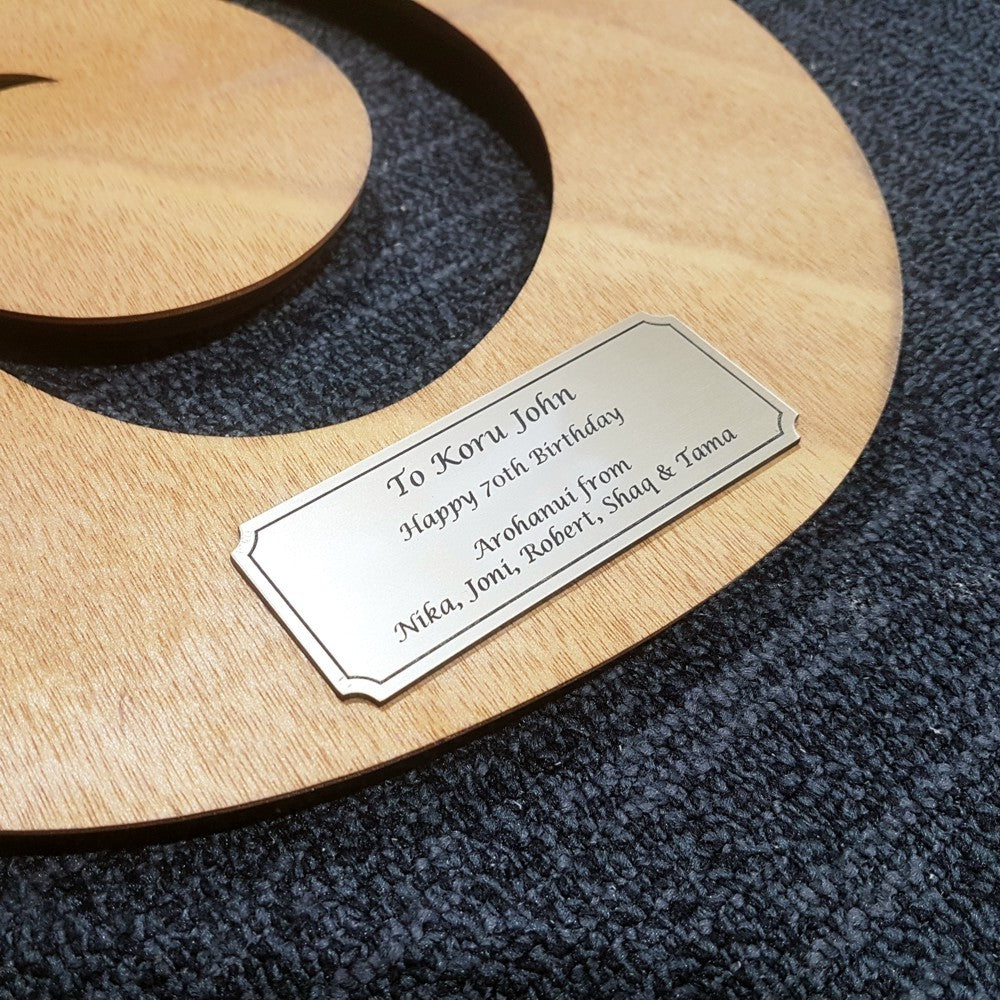 To Koru John
Happy 70th Birthday
Arohanui from
Nika, Joni, Robert, Shaq & Tama